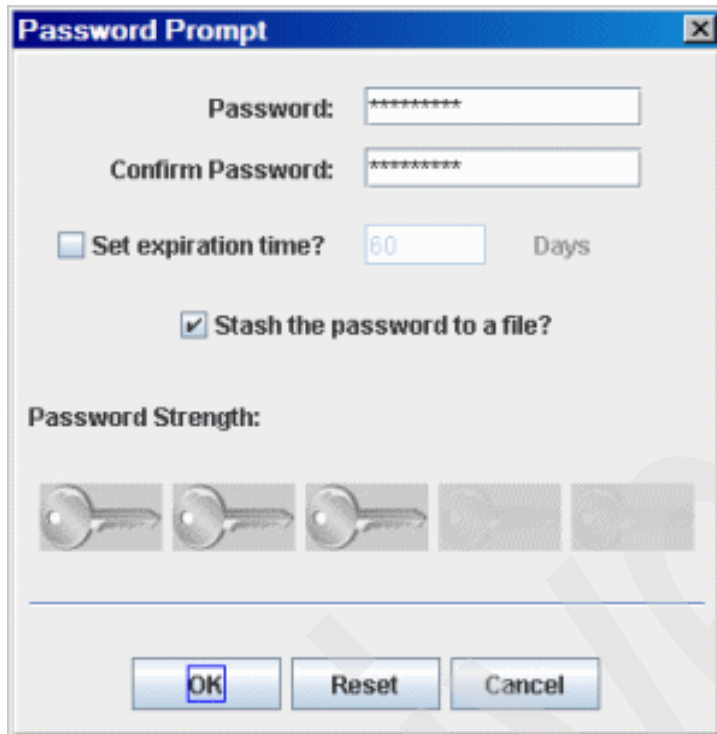 Password Prompt
Password: *********
Confirm Password: *********
Set expiration time? 60 Days
Stash the password to a file?
Password Strength:
OK Reset Cancel